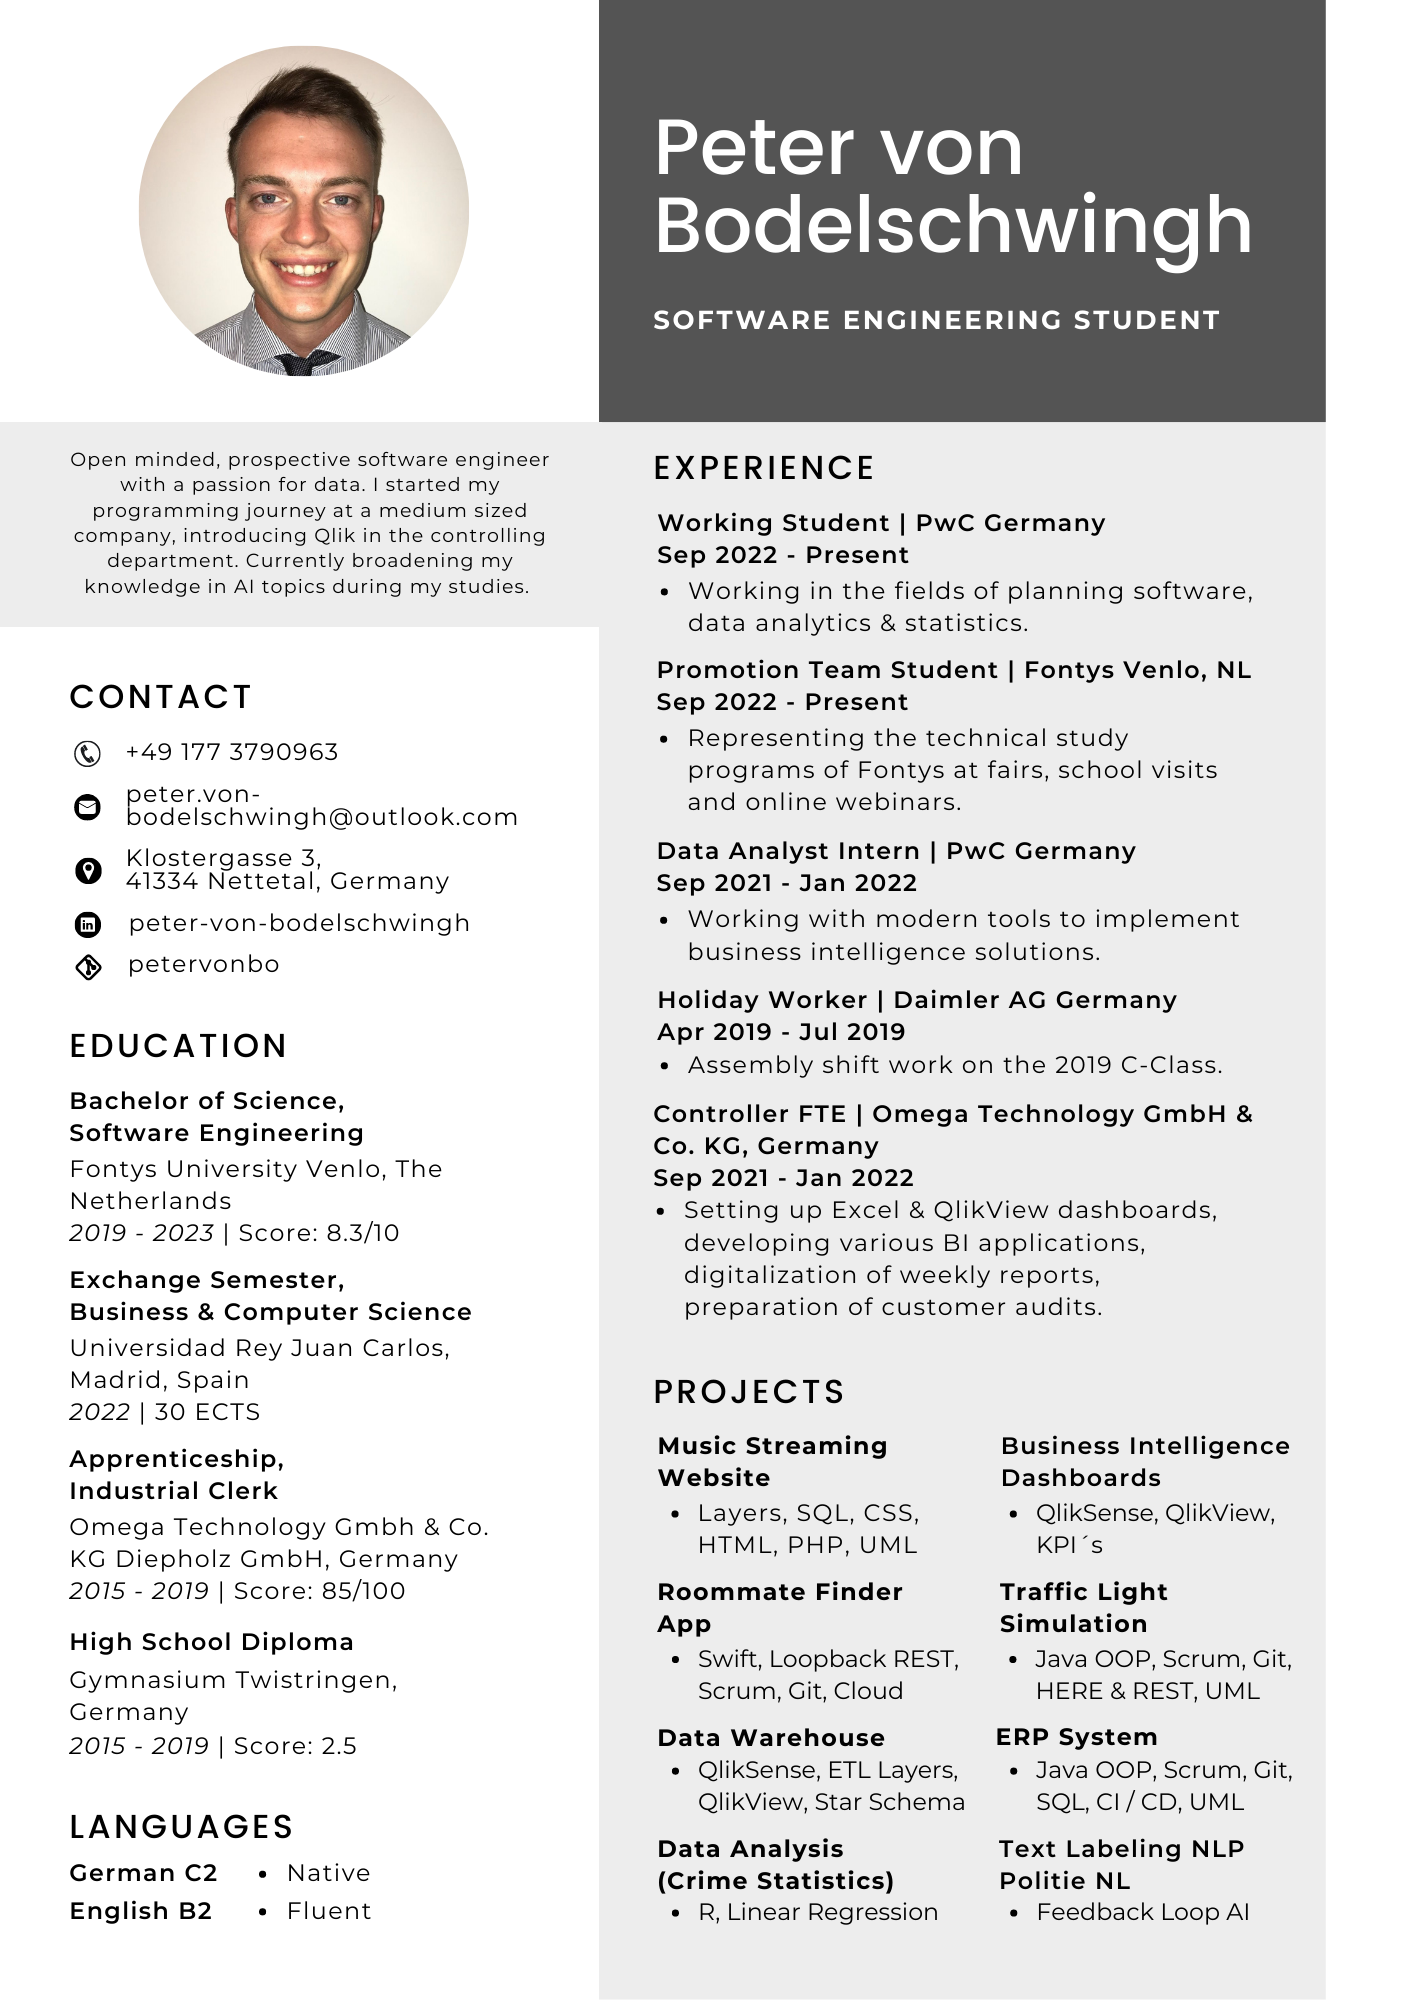 Peter von
Bodelschwingh
SOFTWARE ENGINEERING STUDENT
Open minded, prospective software engineer
with a passion for data. I started my
programming journey at a medium sized
company, introducing Qlik in the controlling
department. Currently broadening my
knowledge in AI topics during my studies.
CONTACT
+49 177 3790963
peter.von-
bodelschwingh@outlook.com
Klostergasse 3,
41334 Nettetal, Germany
peter-von-bodelschwingh
petervonbo
EDUCATION
Bachelor of Science,
Software Engineering
Fontys University Venlo, The
Netherlands
2019 - 2023 | Score: 8.3/10
Exchange Semester,
Business & Computer Science
Universidad Rey Juan Carlos,
Madrid, Spain
2022 | 30 ECTS
Apprenticeship,
Industrial Clerk
Omega Technology Gmbh & Co.
KG Diepholz GmbH, Germany
2015 - 2019 | Score: 85/100
High School Diploma
Gymnasium Twistringen,
Germany
2015 - 2019 | Score: 2.5
LANGUAGES
German C2 • Native
English B2 • Fluent
EXPERIENCE
Working Student | PwC Germany
Sep 2022 - Present
• Working in the fields of planning software,
data analytics & statistics.
Promotion Team Student | Fontys Venlo, NL
Sep 2022 - Present
• Representing the technical study
programs of Fontys at fairs, school visits
and online webinars.
Data Analyst Intern | PwC Germany
Sep 2021 - Jan 2022
• Working with modern tools to implement
business intelligence solutions.
Holiday Worker | Daimler AG Germany
Apr 2019 - Jul 2019
• Assembly shift work on the 2019 C-Class.
Controller FTE | Omega Technology GmbH &
Co. KG, Germany
Sep 2021 - Jan 2022
• Setting up Excel & QlikView dashboards,
developing various BI applications,
digitalization of weekly reports,
preparation of customer audits.
PROJECTS
Music Streaming
Website
• Layers, SQL, CSS,
HTML, PHP, UML
Roommate Finder
App
• Swift, Loopback REST,
Scrum, Git, Cloud
Data Warehouse
• QlikSense, ETL Layers,
QlikView, Star Schema
Data Analysis
(Crime Statistics)
• R, Linear Regression
Business Intelligence
Dashboards
• QlikSense, QlikView,
KPI´s
Traffic Light
Simulation
• Java OOP, Scrum, Git,
HERE & REST, UML
ERP System
• Java OOP, Scrum, Git,
SQL, CI / CD, UML
Text Labeling NLP
Politie NL
• Feedback Loop AI